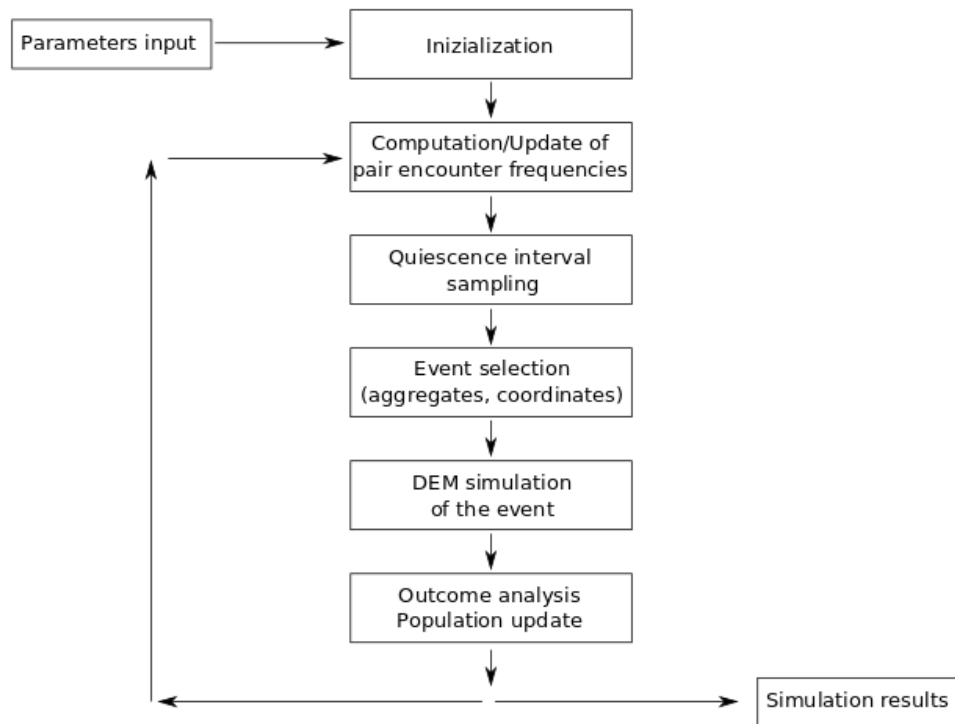 Parameters input
Inizialization
Computation/Update of
pair encounter frequencies
Quiescence interval
sampling
Event selection
(aggregates, coordinates)
DEM simulation
of the event
Outcome analysis
Population update
Simulation results